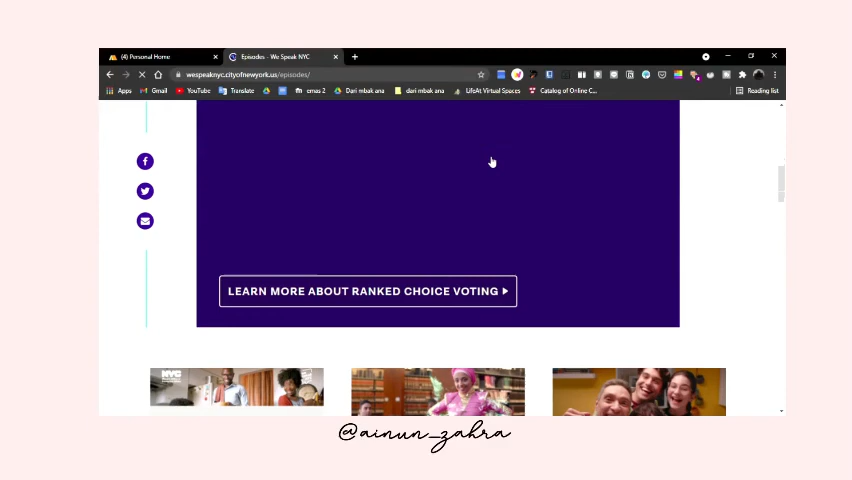 (4) Personal Home
Episodes - We Speak NYC
wespeaknyc.cityofnewyork.us/episodes/
Apps
Gmail
YouTube
Translate
emas 2
Dari mbak ana
dari mbak ana
LifeAt Virtual Spaces
Catalog of Online C...
Reading list
LEARN MORE ABOUT RANKED CHOICE VOTING
NYC
@ainun_zahra